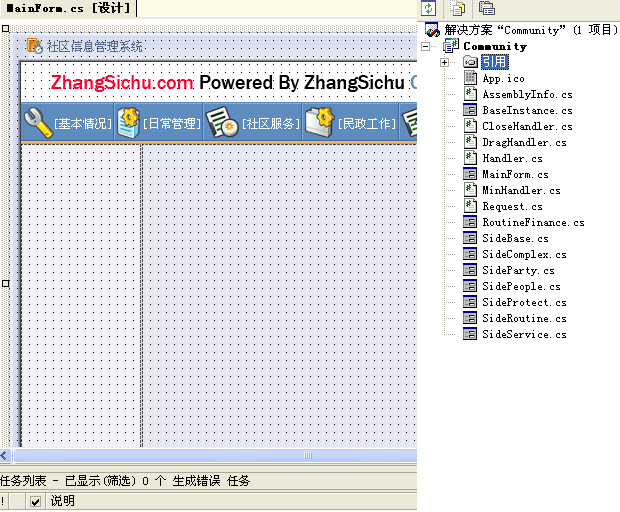 MainForm.cs [设计]
社区信息管理系统
ZhangSichu.com Powered By ZhangSichu
[基本情况]
[日常管理]
[社区服务]
[民政工作]
任务列表 - 已显示(筛选) 0 个 生成错误 任务
! 说明
解决方案“Community”(1 项目)
Community
引用
App.ico
AssemblyInfo.cs
BaseInstance.cs
CloseHandler.cs
DragHandler.cs
Handler.cs
MainForm.cs
MinHandler.cs
Request.cs
RoutineFinance.cs
SideBase.cs
SideComplex.cs
SideParty.cs
SidePeople.cs
SideProtect.cs
SideRoutine.cs
SideService.cs